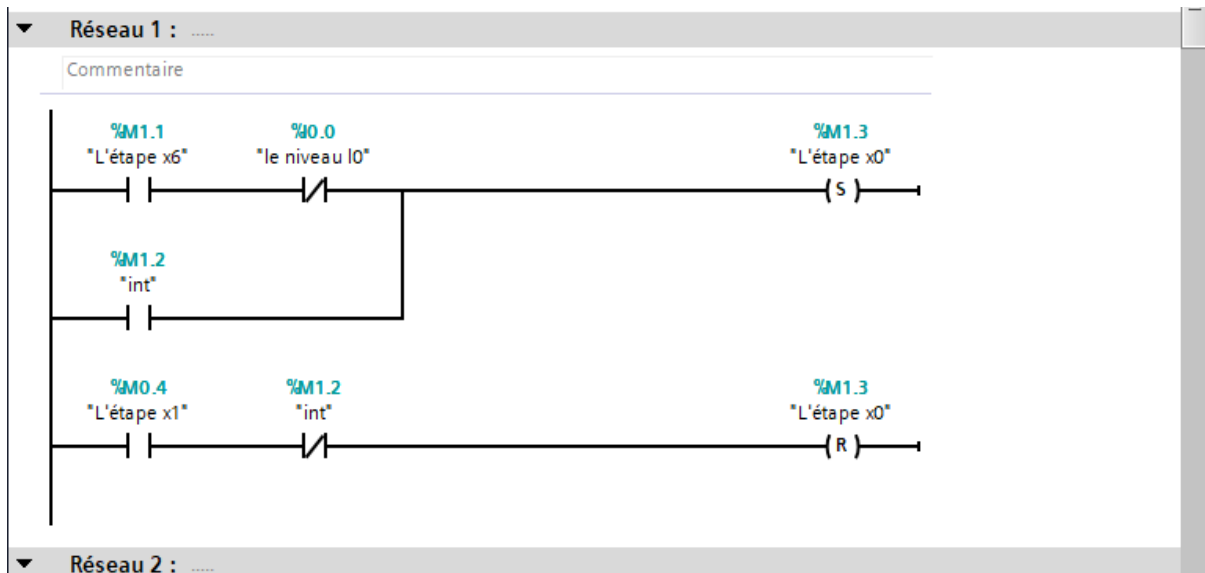 Réseau 1 : .....
Commentaire
%M1.1 %I0.0 %M1.3
"L'étape x6" "le niveau l0" "L'étape x0"
S
%M1.2
"int"
%M0.4 %M1.2 %M1.3
"L'étape x1" "int" "L'étape x0"
R
Réseau 2 : .....